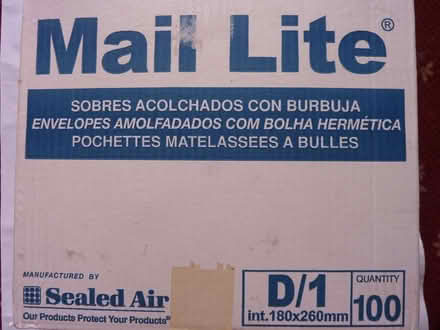 Mail Lite®
SOBRES ACOLCHADOS CON BURBUJA
ENVELOPES AMOLFADADOS COM BOLHA HERMÉTICA
POCHETTES MATELASSEES A BULLES
MANUFACTURED BY
Sealed Air
Our Products Protect Your Products®
D/1
int.180x260mm
QUANTITY
100